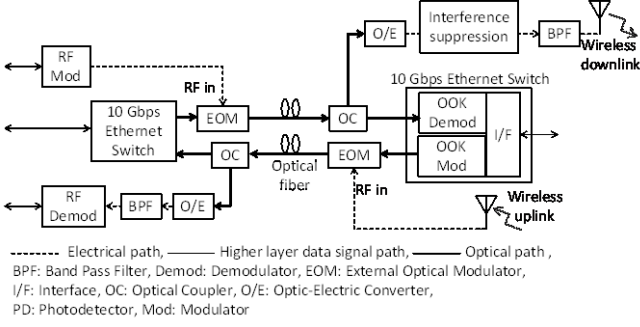 Interference
suppression
O/E
BPF
Wireless
downlink
RF
Mod
RF in
10 Gbps Ethernet Switch
10 Gbps
Ethernet
Switch
EOM
OC
OOK
Demod
I/F
OOK
Mod
OC
Optical
fiber
EOM
RF in
Wireless
uplink
RF
Demod
BPF
O/E
Electrical path, Higher layer data signal path, Optical path ,
BPF: Band Pass Filter, Demod: Demodulator, EOM: External Optical Modulator,
I/F: Interface, OC: Optical Coupler, O/E: Optic-Electric Converter,
PD: Photodetector, Mod: Modulator